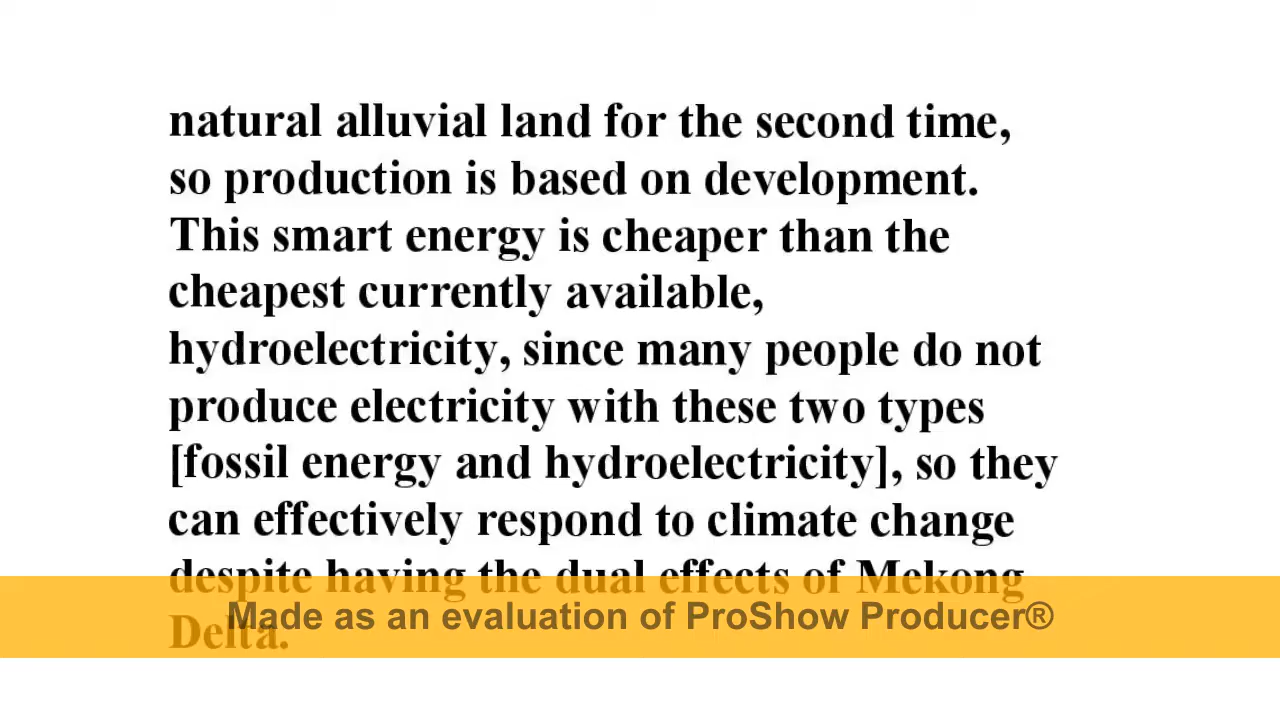 natural alluvial land for the second time,
so production is based on development.
This smart energy is cheaper than the
cheapest currently available,
hydroelectricity, since many people do not
produce electricity with these two types
[fossil energy and hydroelectricity], so they
can effectively respond to climate change
despite having the dual effects of Mekong
Delta.
Made as an evaluation of ProShow Producer®